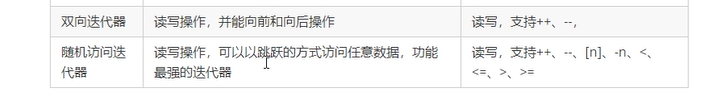 双向迭代器 读写操作，并能向前和向后操作 读写，支持++、--，
随机访问迭 读写操作，可以以跳跃的方式访问任意数据，功能 读写，支持++、--、[n]、-n、<、
代器 最强的迭代器 <=、>、>=